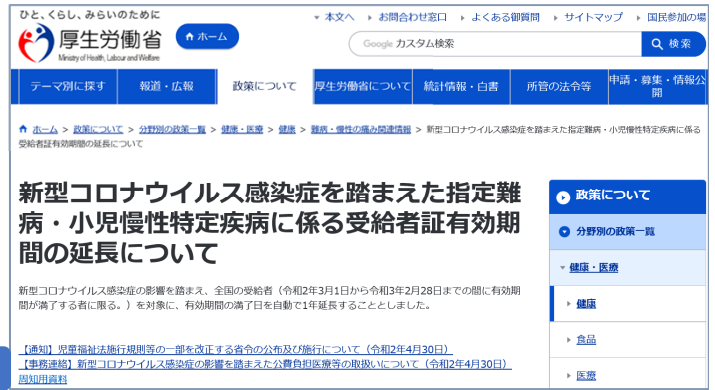 ひと、くらし、みらいのために
厚生労働省
Ministry of Health, Labour and Welfare
ホーム
本文へ お問合わせ窓口 よくある御質問 サイトマップ 国民参加の場
Google カスタム検索
検索
テーマ別に探す 報道・広報 政策について 厚生労働省について 統計情報・白書 所管の法令等 申請・募集・情報公
開
ホーム > 政策について > 分野別の政策一覧 > 健康・医療 > 健康 > 難病・慢性の痛み関連情報 > 新型コロナウイルス感染症を踏まえた指定難病・小児慢性特定疾病に係る
受給者証有効期間の延長について
新型コロナウイルス感染症を踏まえた指定難
病・小児慢性特定疾病に係る受給者証有効期
間の延長について
新型コロナウイルス感染症の影響を踏まえ、全国の受給者（令和2年3月1日から令和3年2月28日までの間に有効期
間が満了する者に限る。）を対象に、有効期間の満了日を自動で1年延長することとしました。
【通知】児童福祉法施行規則等の一部を改正する省令の公布及び施行について（令和2年4月30日）
【事務連絡】新型コロナウイルス感染症の影響を踏まえた公費負担医療等の取扱いについて（令和2年4月30日）
周知用資料
政策について
分野別の政策一覧
健康・医療
健康
食品
医療